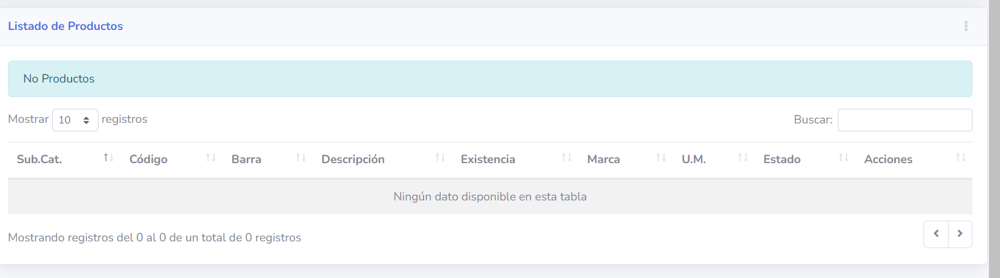 Listado de Productos
No Productos
Mostrar 10 registros Buscar:
Sub.Cat. Código Barra Descripción Existencia Marca U.M. Estado Acciones
Ningún dato disponible en esta tabla
Mostrando registros del 0 al 0 de un total de 0 registros